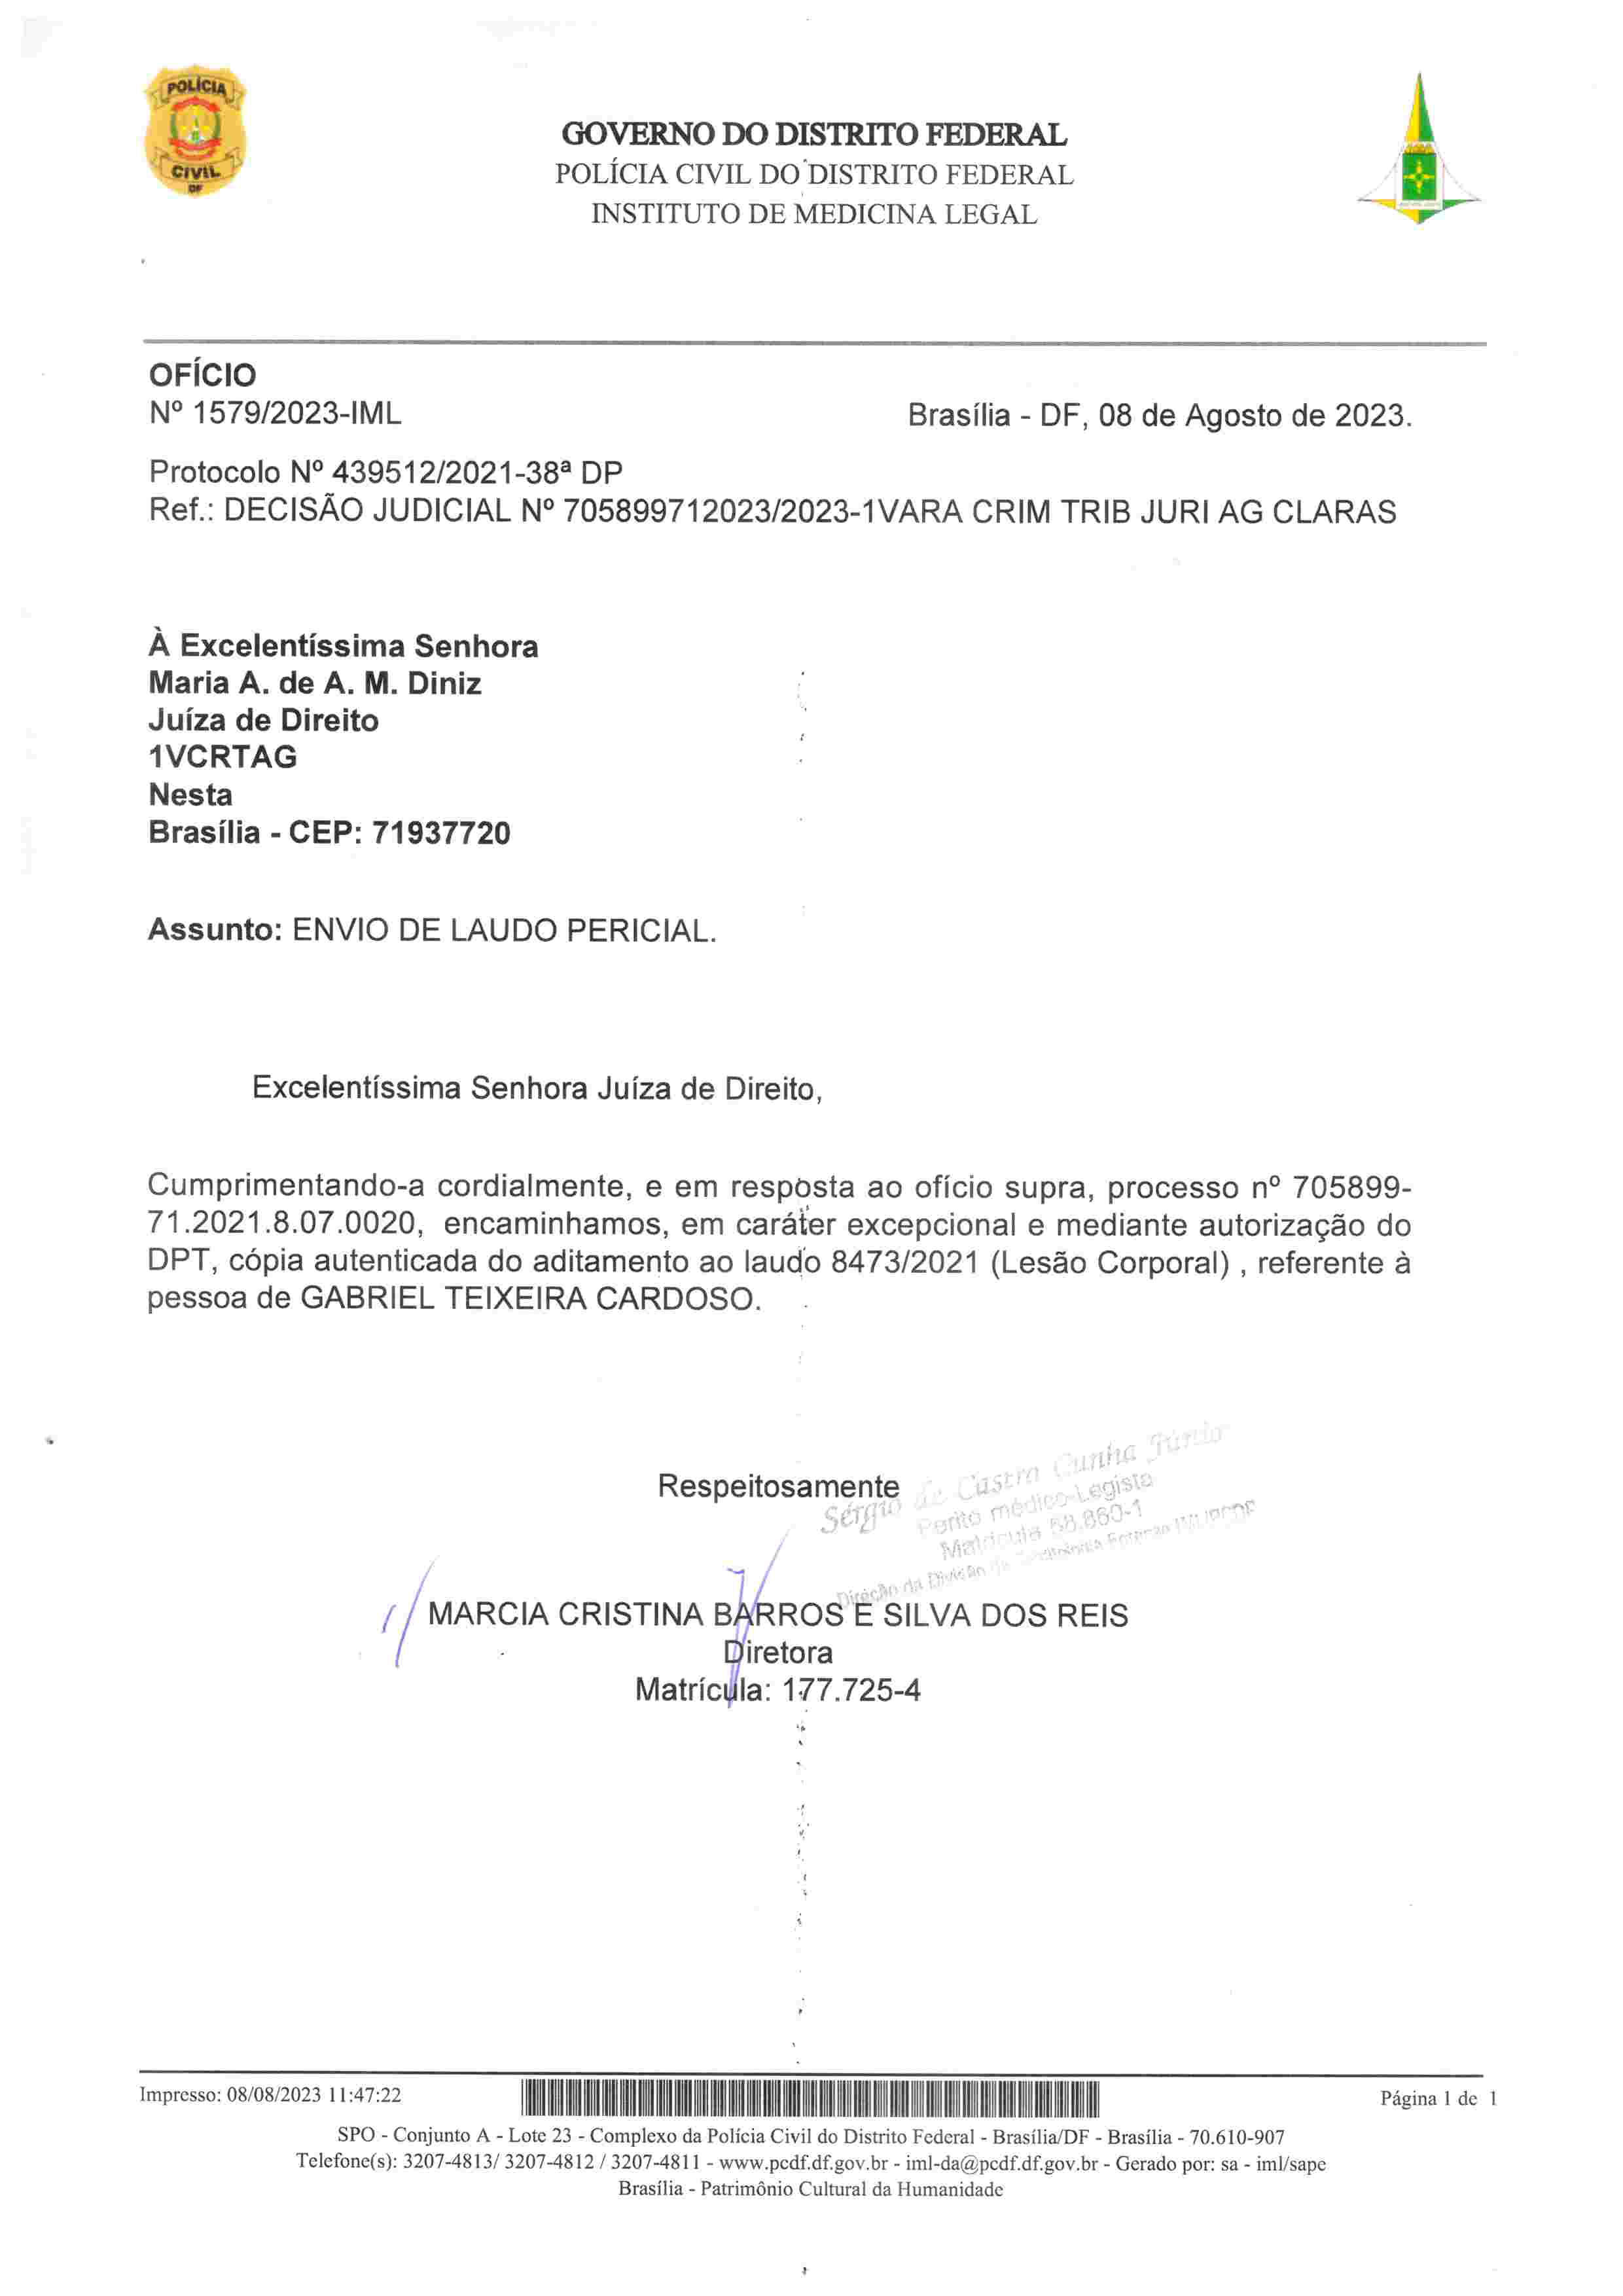 POLÍCIA
CIVIL
DF
GOVERNO DO DISTRITO FEDERAL
POLÍCIA CIVIL DO DISTRITO FEDERAL
INSTITUTO DE MEDICINA LEGAL
OFÍCIO
Nº 1579/2023-IML
Brasília - DF, 08 de Agosto de 2023.
Protocolo Nº 439512/2021-38ª DP
Ref.: DECISÃO JUDICIAL Nº 705899712023/2023-1VARA CRIM TRIB JURI AG CLARAS
À Excelentíssima Senhora
Maria A. de A. M. Diniz
Juíza de Direito
1VCRTAG
Nesta
Brasília - CEP: 71937720
Assunto: ENVIO DE LAUDO PERICIAL.
Excelentíssima Senhora Juíza de Direito,
Cumprimentando-a cordialmente, e em resposta ao ofício supra, processo nº 705899-
71.2021.8.07.0020, encaminhamos, em caráter excepcional e mediante autorização do
DPT, cópia autenticada do aditamento ao laudo 8473/2021 (Lesão Corporal) , referente à
pessoa de GABRIEL TEIXEIRA CARDOSO.
Respeitosamente
Sérgio de Castro Cunha Júnior
Perito médico-Legista
Matrícula 58.860-1
Direção da Divisão de
MARCIA CRISTINA BARROS E SILVA DOS REIS
Diretora
Matrícula: 177.725-4
Impresso: 08/08/2023 11:47:22
Página 1 de 1
SPO - Conjunto A - Lote 23 - Complexo da Polícia Civil do Distrito Federal - Brasília/DF - Brasília - 70.610-907
Telefone(s): 3207-4813/ 3207-4812 / 3207-4811 - www.pcdf.df.gov.br - iml-da@pcdf.df.gov.br - Gerado por: sa - iml/sape
Brasília - Patrimônio Cultural da Humanidade